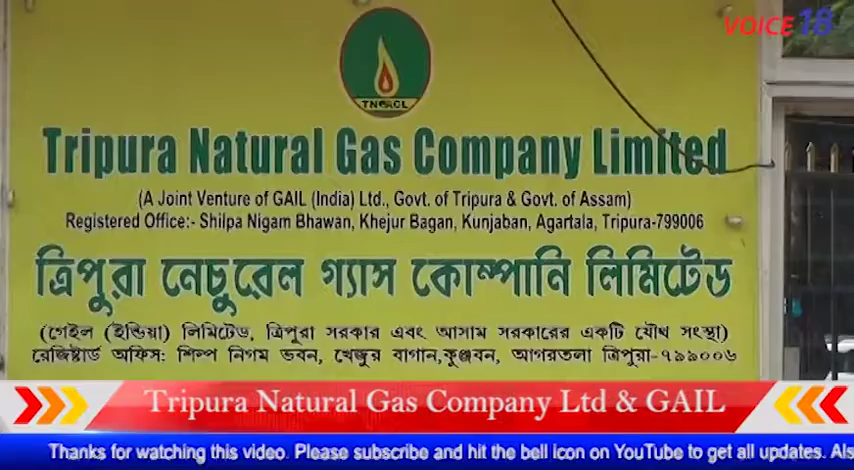 VOICE 18
TNGCL
Tripura Natural Gas Company Limited
(A Joint Venture of GAIL (India) Ltd., Govt. of Tripura & Govt. of Assam)
Registered Office:- Shilpa Nigam Bhawan, Khejur Bagan, Kunjaban, Agartala, Tripura-799006
ত্রিপুরা নেচুরেল গ্যাস কোম্পানি লিমিটেড
(গেইল (ইন্ডিয়া) লিমিটেড, ত্রিপুরা সরকার এবং আসাম সরকারের একটি যৌথ সংস্থা)
রেজিষ্টার্ড অফিস: শিল্প নিগম ভবন, খেজুর বাগান,কুঞ্জবন, আগরতলা ত্রিপুরা-৭৯৯০০৬
Tripura Natural Gas Company Ltd & GAIL
Thanks for watching this video. Please subscribe and hit the bell icon on YouTube to get all updates. Als